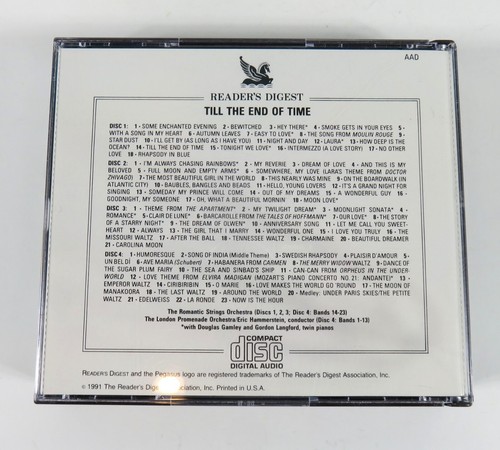 AAD
READER'S DIGEST
TILL THE END OF TIME
DISC 1: 1 - SOME ENCHANTED EVENING 2 - BEWITCHED 3 - HEY THERE* 4 - SMOKE GETS IN YOUR EYES 5 -
WITH A SONG IN MY HEART 6 - AUTUMN LEAVES 7 - EASY TO LOVE* 8 - THE SONG FROM MOULIN ROUGE 9 -
STAR DUST 10 - I'LL GET BY (AS LONG AS I HAVE YOU) 11 - NIGHT AND DAY 12 - LAURA* 13 - HOW DEEP IS THE
OCEAN* 14 - TILL THE END OF TIME 15 - TONIGHT WE LOVE* 16 - INTERMEZZO (A LOVE STORY) 17 - NO OTHER
LOVE 18 - RHAPSODY IN BLUE
DISC 2: 1 - I'M ALWAYS CHASING RAINBOWS* 2 - MY REVERIE 3 - DREAM OF LOVE 4 - AND THIS IS MY
BELOVED 5 - FULL MOON AND EMPTY ARMS* 6 - SOMEWHERE, MY LOVE (LARAS THEME FROM DOCTOR
ZHIVAGO) 7 - THE MOST BEAUTIFUL GIRL IN THE WORLD 8 - THIS NEARLY WAS MINE 9 - ON THE BOARDWALK (IN
ATLANTIC CITY) 10 - BAUBLES, BANGLES AND BEADS 11 - HELLO, YOUNG LOVERS 12 - IT'S A GRAND NIGHT FOR
SINGING 13 - SOMEDAY MY PRINCE WILL COME 14 - OUT OF MY DREAMS 15 - A WONDERFUL GUY 16 -
GOODNIGHT, MY SOMEONE 17 - OH, WHAT A BEAUTIFUL MORNIN' 18 - MOON LOVE*
DISC 3: 1 - THEME FROM THE APARTMENT* 2 - MY TWILIGHT DREAM* 3 - MOONLIGHT SONATA* 4 -
ROMANCE* 5 - CLAIR DE LUNE* 6 - BARCAROLLE FROM THE TALES OF HOFFMANN* 7 - OUR LOVE* 8 - THE STORY
OF A STARRY NIGHT* 9 - THE DREAM OF OLWEN* 10 - ANNIVERSARY SONG 11 - LET ME CALL YOU SWEET-
HEART 12 - ALWAYS 13 - THE GIRL THAT I MARRY 14 - WONDERFUL ONE 15 - I LOVE YOU TRULY 16 - THE
MISSOURI WALTZ 17 - AFTER THE BALL 18 - TENNESSEE WALTZ 19 - CHARMAINE 20 - BEAUTIFUL DREAMER
21 - CAROLINA MOON
DISC 4: 1 - HUMORESQUE 2 - SONG OF INDIA (Middle Theme) 3 - SWEDISH RHAPSODY 4 - PLAISIR D'AMOUR 5 -
UN BEL DI 6 - AVE MARIA (Schubert) 7 - HABANERA FROM CARMEN 8 - THE MERRY WIDOW WALTZ 9 - DANCE OF
THE SUGAR PLUM FAIRY 10 - THE SEA AND SINBAD'S SHIP 11 - CAN-CAN FROM ORPHEUS IN THE UNDER-
WORLD 12 - LOVE THEME FROM ELVIRA MADIGAN (MOZART'S PIANO CONCERTO NO.21: ANDANTE)* 13 -
EMPEROR WALTZ 14 - CIRIBIRIBIN 15 - O MARIE 16 - LOVE MAKES THE WORLD GO 'ROUND 17 - THE MOON OF
MANAKOORA 18 - THE LAST WALTZ 19 - AROUND THE WORLD 20 - Medley: UNDER PARIS SKIES/THE PETITE
WALTZ 21 - EDELWEISS 22 - LA RONDE 23 - NOW IS THE HOUR
The Romantic Strings Orchestra (Discs 1, 2, 3; Disc 4: Bands 14-23)
The London Promenade Orchestra/Eric Hammerstein, conductor (Disc 4: Bands 1-13)
*with Douglas Gamley and Gordon Langford, twin pianos
COMPACT
disc
DIGITAL AUDIO
READER'S DIGEST and the Pegasus logo are registered trademarks of The Reader's Digest Association, Inc.
© 1991 The Reader's Digest Association, Inc. Printed in U.S.A.